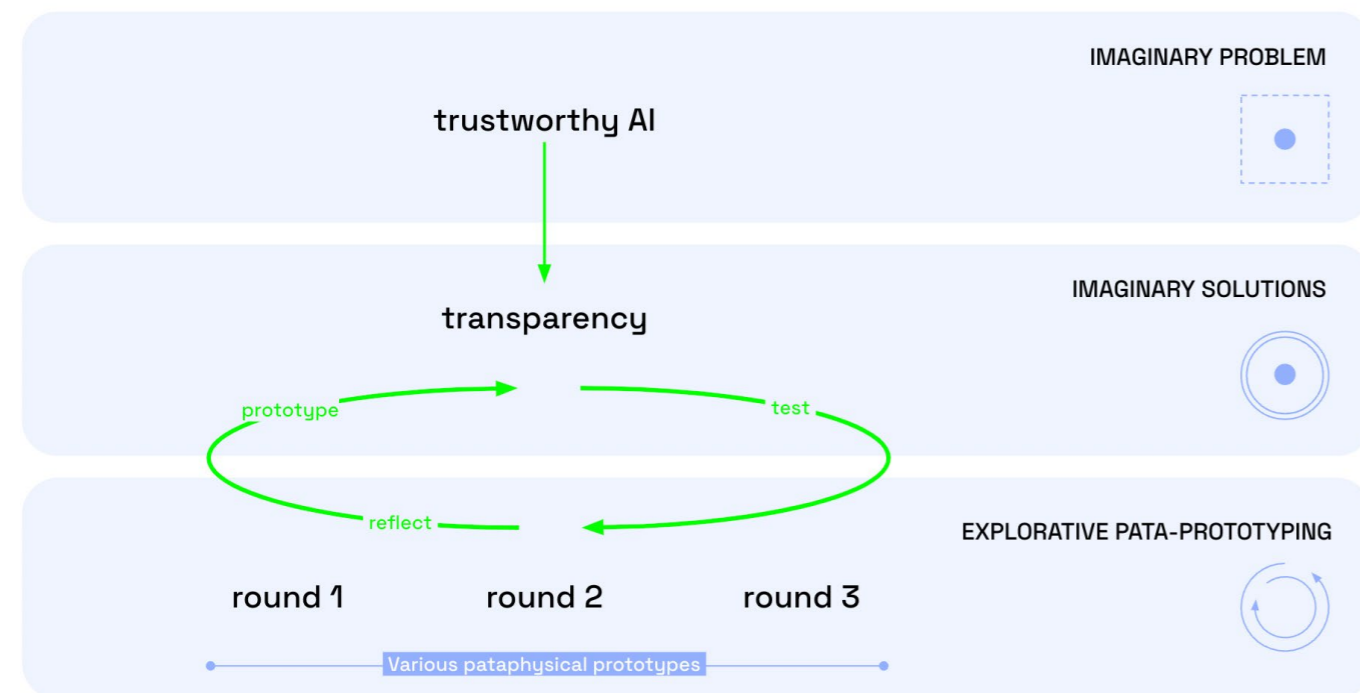 IMAGINARY PROBLEM
trustworthy AI
IMAGINARY SOLUTIONS
transparency
prototype
test
reflect
EXPLORATIVE PATA-PROTOTYPING
round 1
round 2
round 3
Various pataphysical prototypes